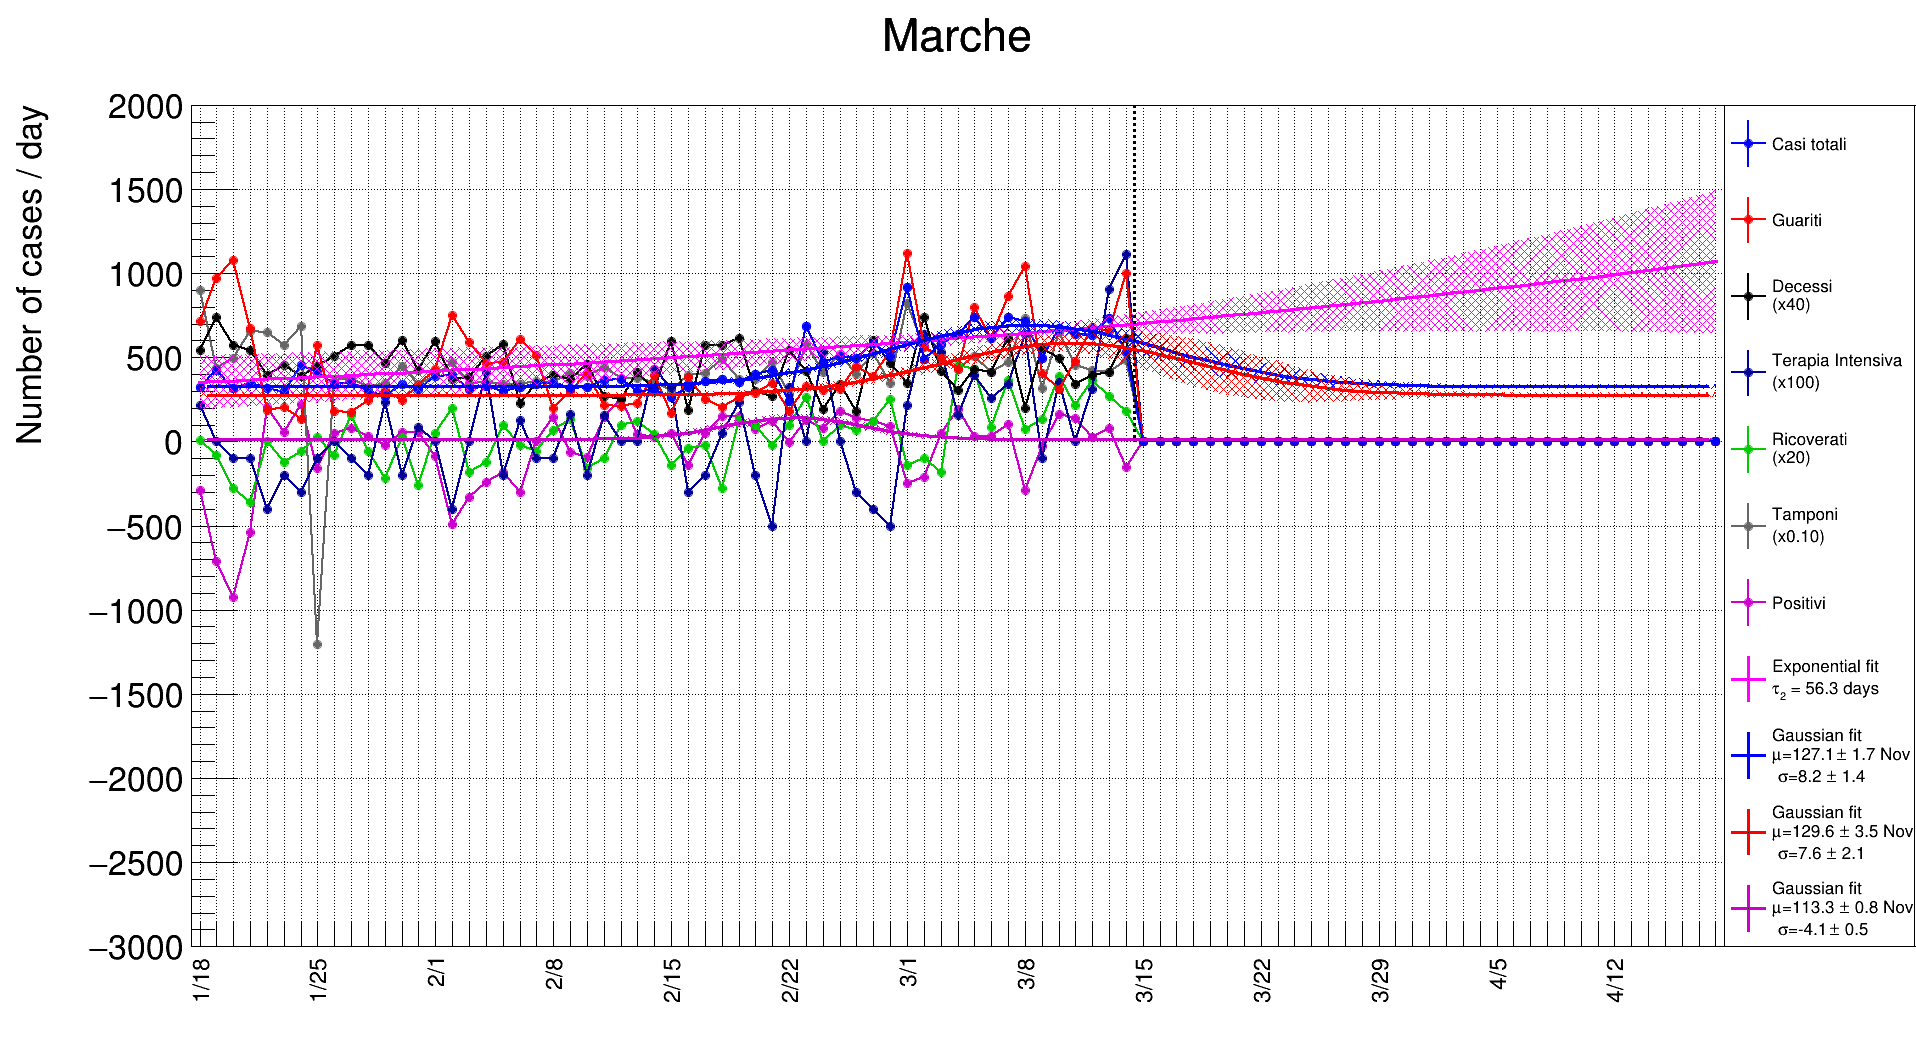 Marche
Number of cases / day
2000
1500
1000
500
0
−500
−1000
−1500
−2000
−2500
−3000
1/18
1/25
2/1
2/8
2/15
2/22
3/1
3/8
3/15
3/22
3/29
4/5
4/12
Casi totali
Guariti
Decessi
(x40)
Terapia Intensiva
(x100)
Ricoverati
(x20)
Tamponi
(x0.10)
Positivi
Exponential fit
τ2 = 56.3 days
Gaussian fit
μ=127.1± 1.7 Nov
σ=8.2 ± 1.4
Gaussian fit
μ=129.6 ± 3.5 Nov
σ=7.6 ± 2.1
Gaussian fit
μ=113.3 ± 0.8 Nov
σ=-4.1± 0.5